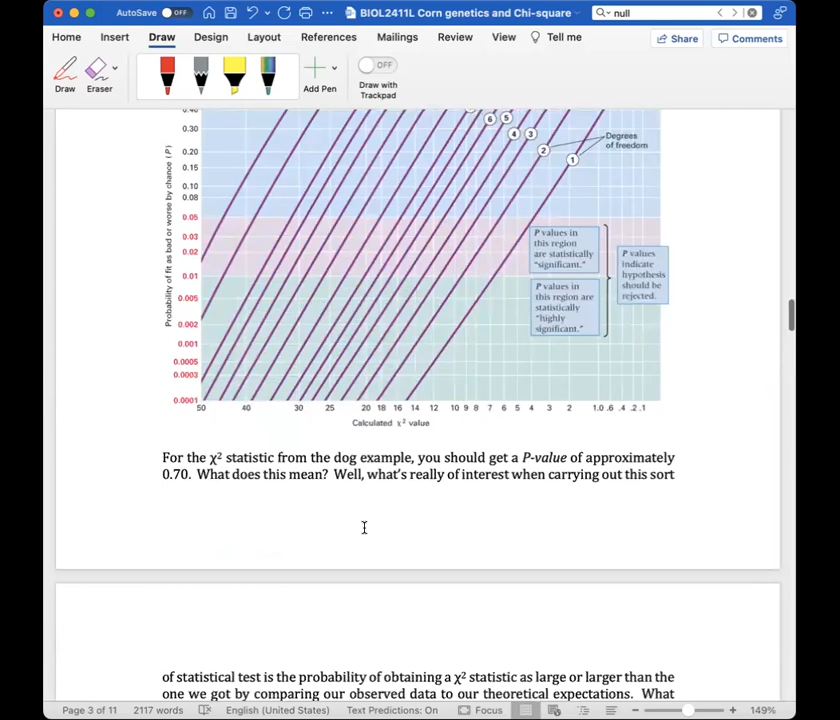 AutoSave OFF BIOL2411L Corn genetics and Chi-square null
Home Insert Draw Design Layout References Mailings Review View Tell me Share Comments
Draw Eraser Add Pen OFF Draw with Trackpad
Probability of fit as bad or worse by chance (P)
0.40
0.30
0.20
0.15
0.10
0.08
0.05
0.03
0.02
0.01
0.005
0.002
0.001
0.0005
0.0003
0.0001
6 5
4 3
2
1
Degrees
of freedom
P values in
this region
are statistically
"significant."
P values in
this region are
statistically
"highly
significant."
P values
indicate
hypothesis
should be
rejected.
50 40 30 25 20 18 16 14 12 10 9 8 7 6 5 4 3 2 1.0 .6 .4 .2 .1
Calculated χ² value
For the χ² statistic from the dog example, you should get a P-value of approximately
0.70. What does this mean? Well, what's really of interest when carrying out this sort
of statistical test is the probability of obtaining a χ² statistic as large or larger than the
one we got by comparing our observed data to our theoretical expectations. What
Page 3 of 11 2117 words English (United States) Text Predictions: On Focus 149%